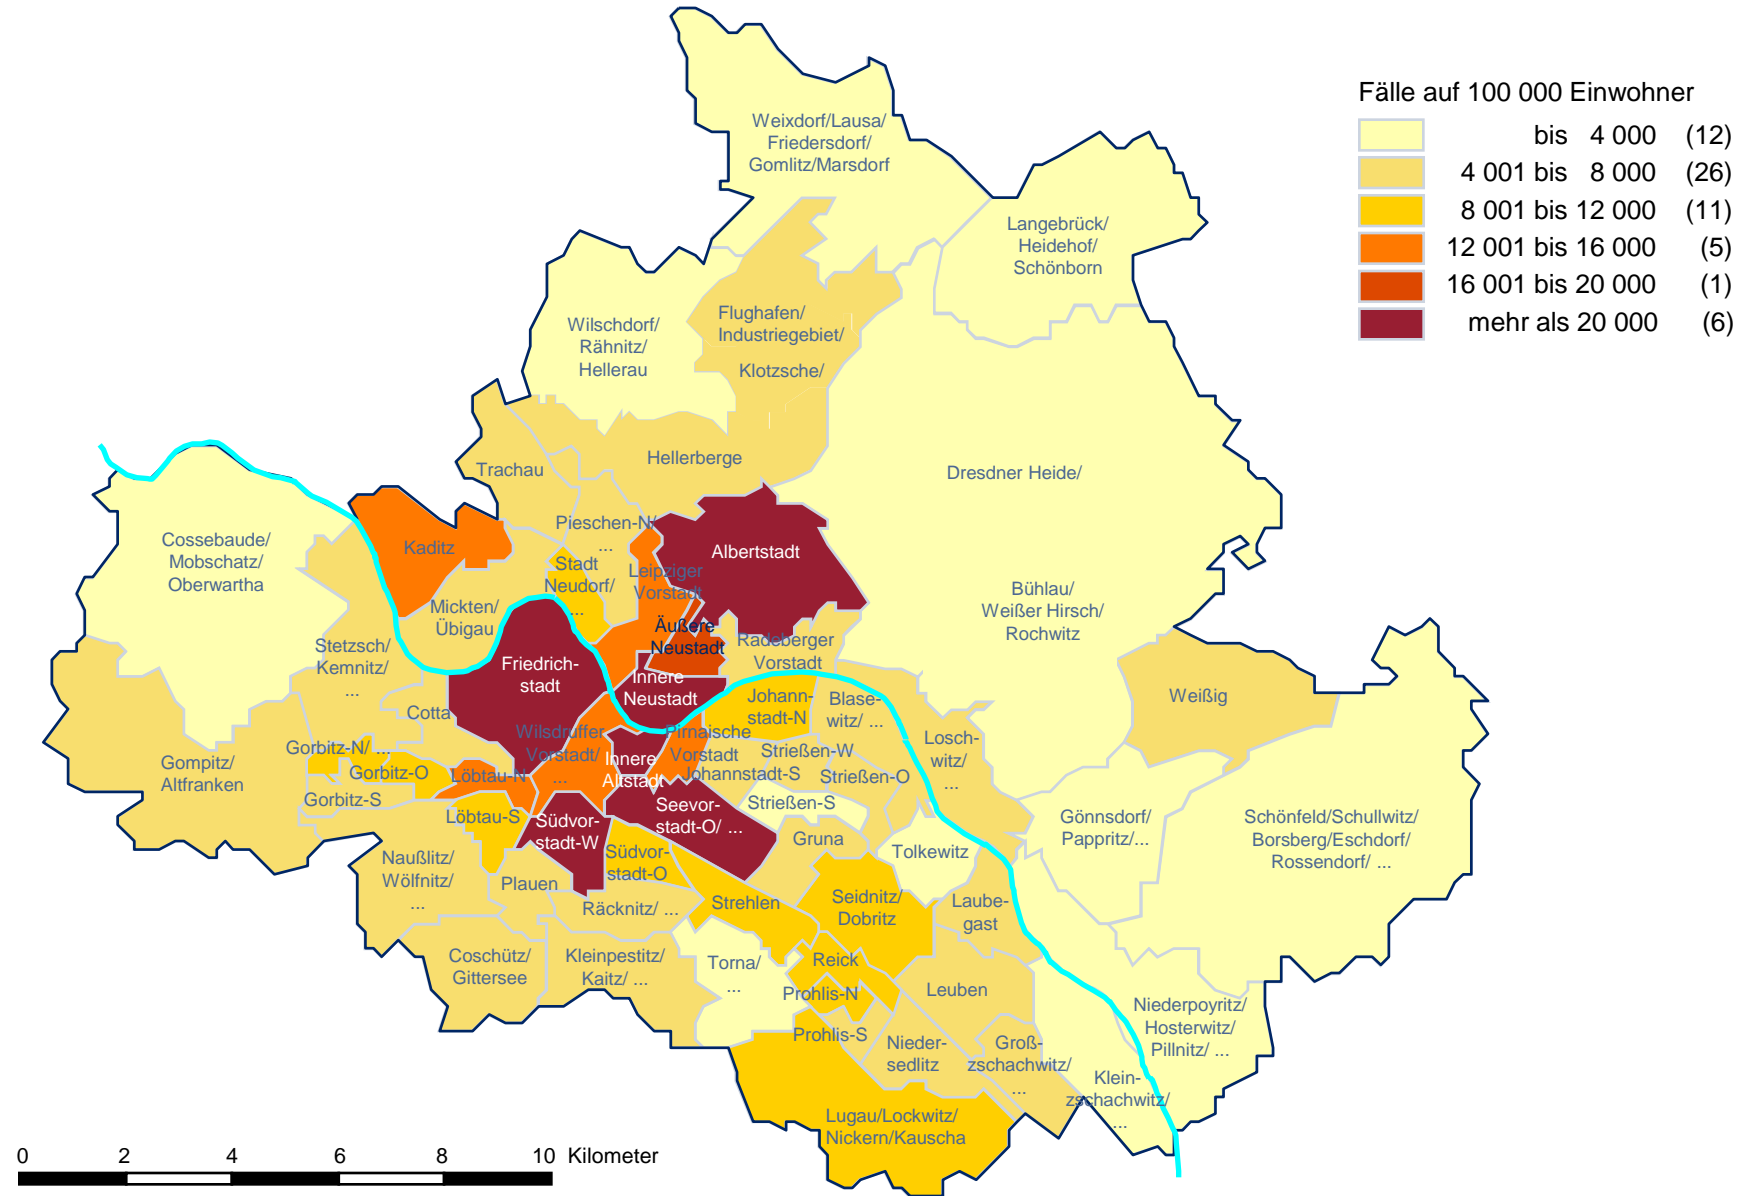 Fälle auf 100 000 Einwohner
bis 4 000 (12)
4 001 bis 8 000 (26)
8 001 bis 12 000 (11)
12 001 bis 16 000 (5)
16 001 bis 20 000 (1)
mehr als 20 000 (6)
Weixdorf/Lausa/
Friedersdorf/
Gomlitz/Marsdorf
Langebrück/
Heidehof/
Schönborn
Wilschdorf/
Rähnitz/
Hellerau
Flughafen/
Industriegebiet/
Klotzsche/
Hellerberge
Trachau
Dresdner Heide/
Bühlau/
Weißer Hirsch/
Rochwitz
Cossebaude/
Mobschatz/
Oberwartha
Kaditz
Pieschen-N/
...
Albertstadt
Stadt
Neudorf/
...
Leipziger
Vorstadt
Mickten/
Übigau
Äußere
Neustadt
Radeberger
Vorstadt
Stetzsch/
Kemnitz/
...
Friedrich-
stadt
Innere
Neustadt
Weißig
Cotta
Johann-
stadt-N
Blase-
witz/ ...
Wilsdruffer
Vorstadt/
...
Pirnaische
Vorstadt
Losch-
witz/
...
Gompitz/
Altfranken
Gorbitz-N/ ...
Gorbitz-O
Gorbitz-S
Löbtau-N
Innere
Altstadt
Strießen-W
Johannstadt-S
Strießen-O
Strießen-S
Löbtau-S
Südvor-
stadt-W
Seevor-
stadt-O/ ...
Gönnsdorf/
Pappritz/...
Schönfeld/Schullwitz/
Borsberg/Eschdorf/
Rossendorf/ ...
Naußlitz/
Wölfnitz/
...
Südvor-
stadt-O
Gruna
Tolkewitz
Plauen
Räcknitz/ ...
Strehlen
Seidnitz/
Dobritz
Laube-
gast
Coschütz/
Gittersee
Kleinpestitz/
Kaitz/ ...
Torna/
...
Reick
Prohlis-N
Leuben
Prohlis-S
Nieder-
sedlitz
Groß-
zschachwitz/
...
Niederpoyritz/
Hosterwitz/
Pillnitz/ ...
Klein-
zschachwitz/
...
Lugau/Lockwitz/
Nickern/Kauscha
0 2 4 6 8 10 Kilometer